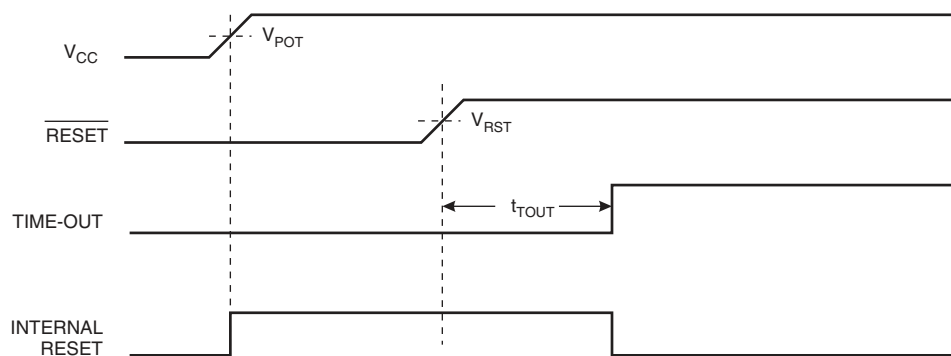 V_CC
V_POT
RESET
V_RST
TIME-OUT
t_TOUT
INTERNAL
RESET